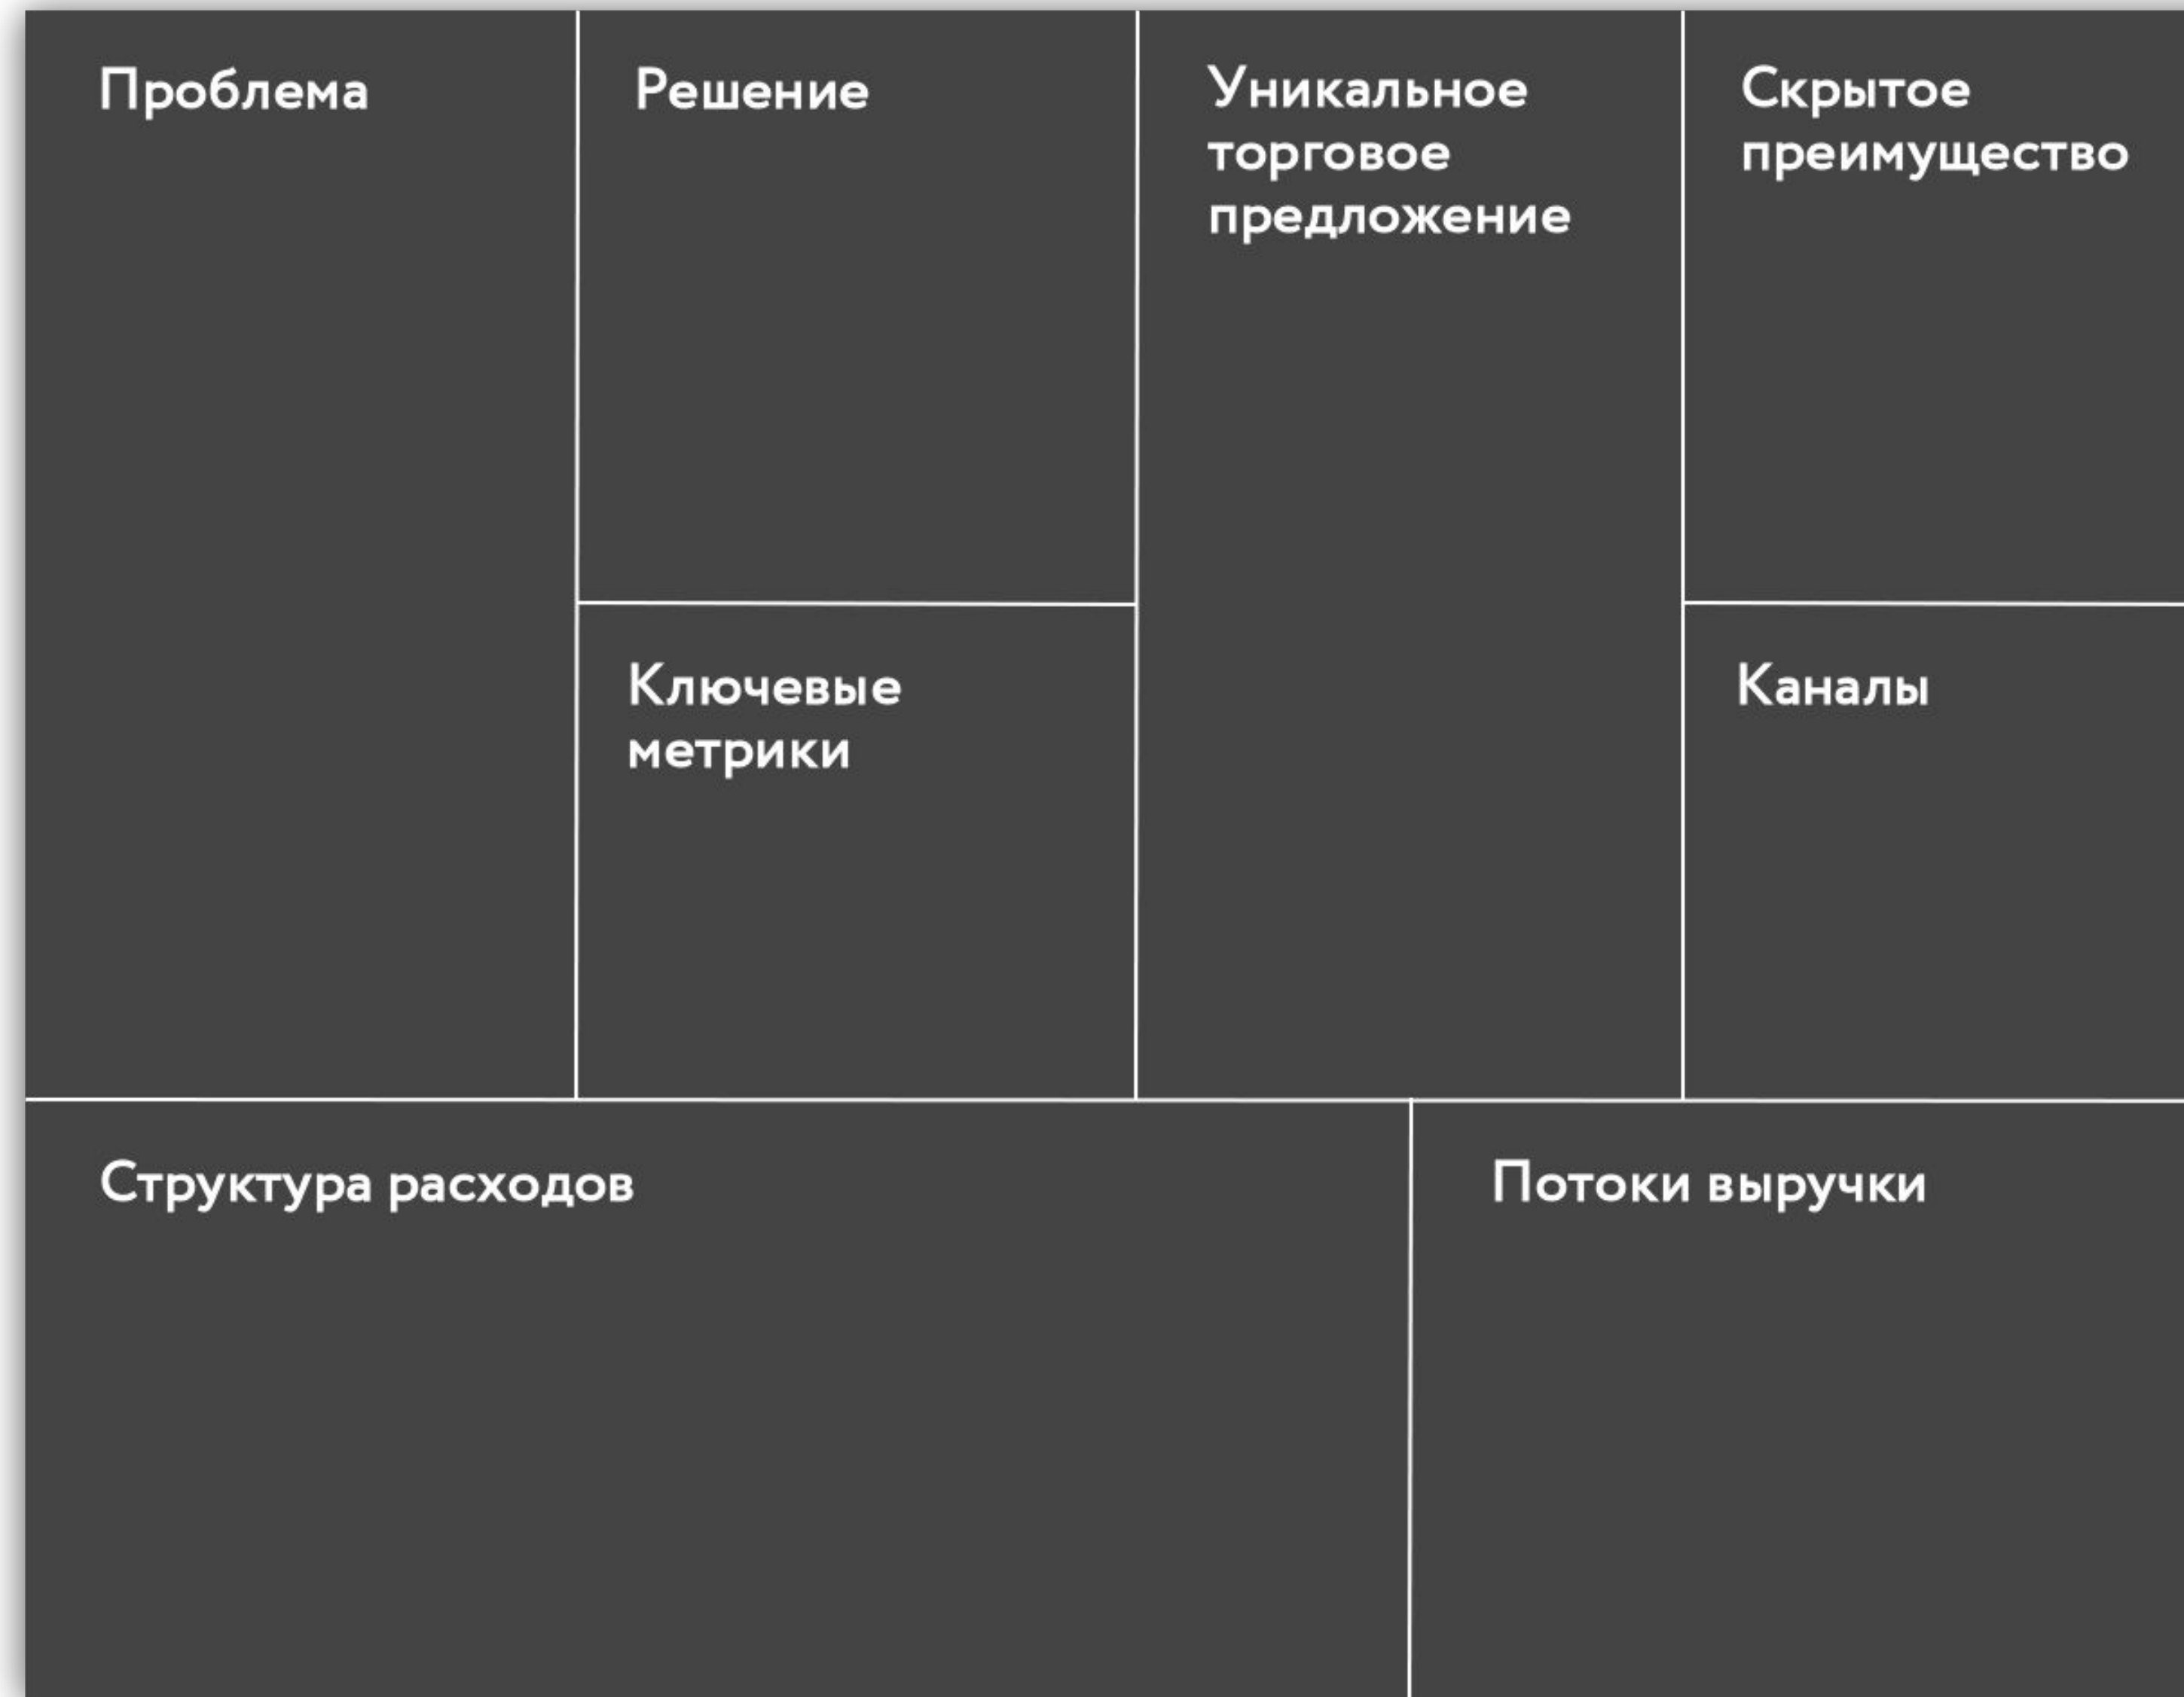 Проблема
Решение
Уникальное
торговое
предложение
Скрытое
преимущество
Ключевые
метрики
Каналы
Структура расходов
Потоки выручки